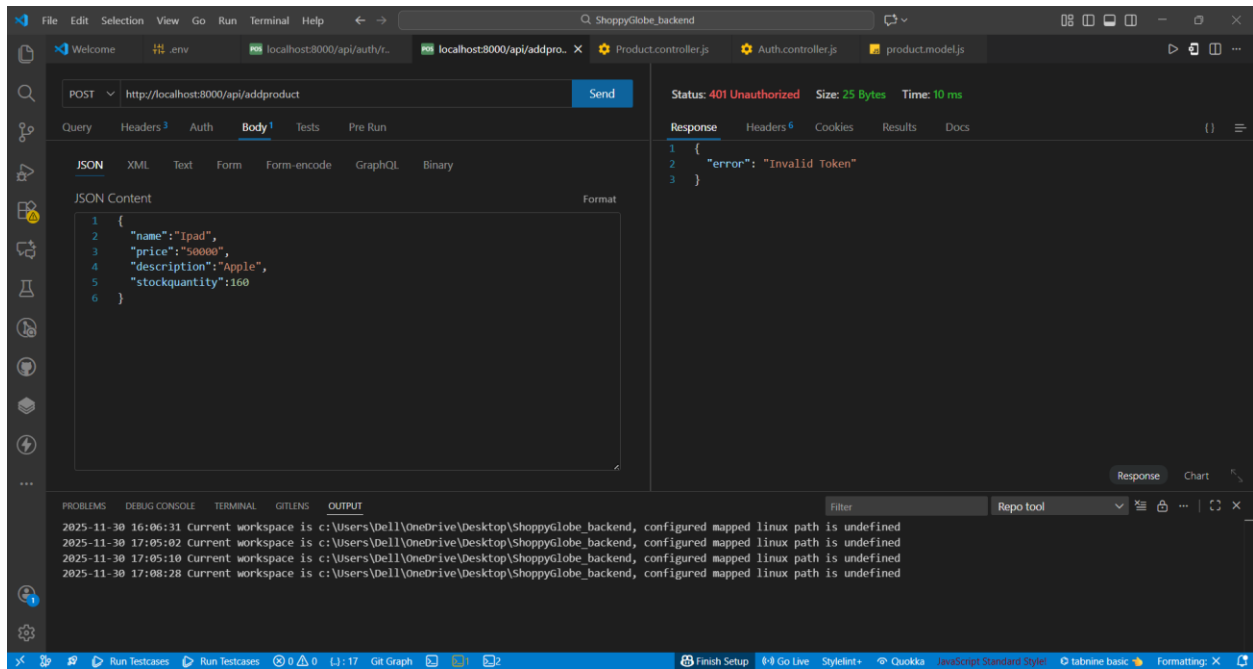 File Edit Selection View Go Run Terminal Help ShoppyGlobe_backend
Welcome .env POS localhost:8000/api/auth/r.. POS localhost:8000/api/addpro.. Product.controller.js Auth.controller.js product.model.js
POST http://localhost:8000/api/addproduct Send
Status: 401 Unauthorized Size: 25 Bytes Time: 10 ms
Query Headers 3 Auth Body 1 Tests Pre Run
Response Headers 6 Cookies Results Docs {}
1 {
2 "error": "Invalid Token"
3 }
JSON XML Text Form Form-encode GraphQL Binary
JSON Content Format
1 {
2 "name":"Ipad",
3 "price":"50000",
4 "description":"Apple",
5 "stockquantity":160
6 }
Response Chart
PROBLEMS DEBUG CONSOLE TERMINAL GITLENS OUTPUT Filter Repo tool
2025-11-30 16:06:31 Current workspace is c:\Users\Dell\OneDrive\Desktop\ShoppyGlobe_backend, configured mapped linux path is undefined
2025-11-30 17:05:02 Current workspace is c:\Users\Dell\OneDrive\Desktop\ShoppyGlobe_backend, configured mapped linux path is undefined
2025-11-30 17:05:10 Current workspace is c:\Users\Dell\OneDrive\Desktop\ShoppyGlobe_backend, configured mapped linux path is undefined
2025-11-30 17:08:28 Current workspace is c:\Users\Dell\OneDrive\Desktop\ShoppyGlobe_backend, configured mapped linux path is undefined
1
Run Testcases Run Testcases 0 0 {..}: 17 Git Graph 1 2 Finish Setup Go Live Stylelint+ Quokka JavaScript Standard Style! tabnine basic Formatting: X